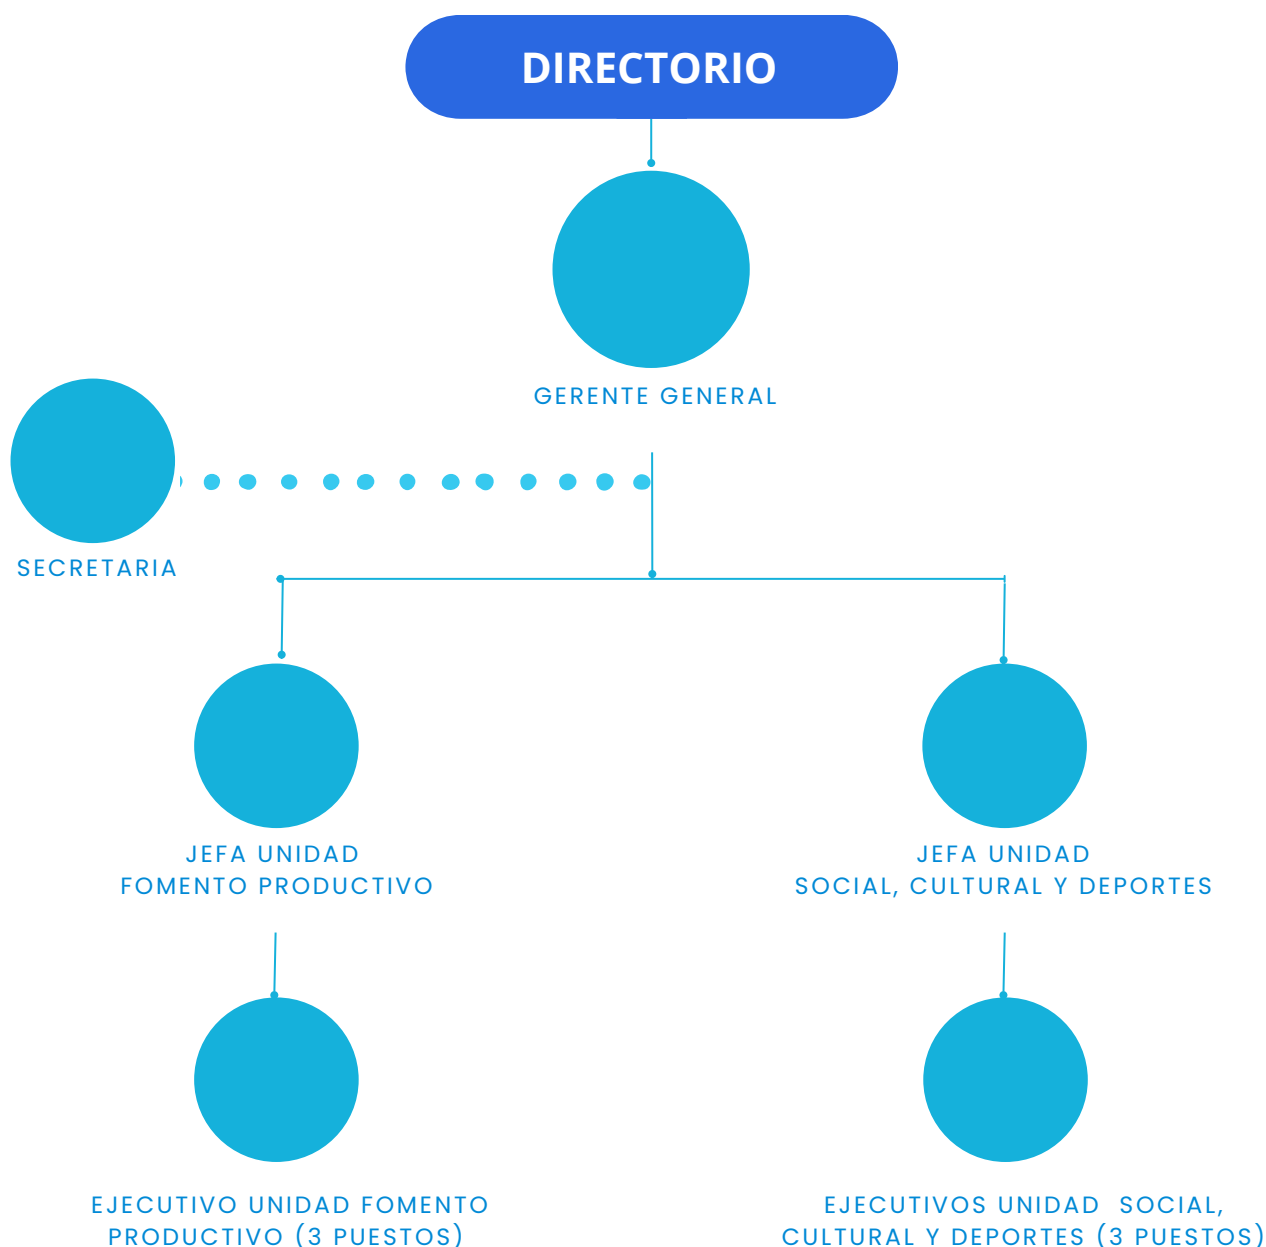 DIRECTORIO
GERENTE GENERAL
SECRETARIA
JEFA UNIDAD
FOMENTO PRODUCTIVO
JEFA UNIDAD
SOCIAL, CULTURAL Y DEPORTES
EJECUTIVO UNIDAD FOMENTO
PRODUCTIVO (3 PUESTOS)
EJECUTIVOS UNIDAD  SOCIAL,
CULTURAL Y DEPORTES (3 PUESTOS)